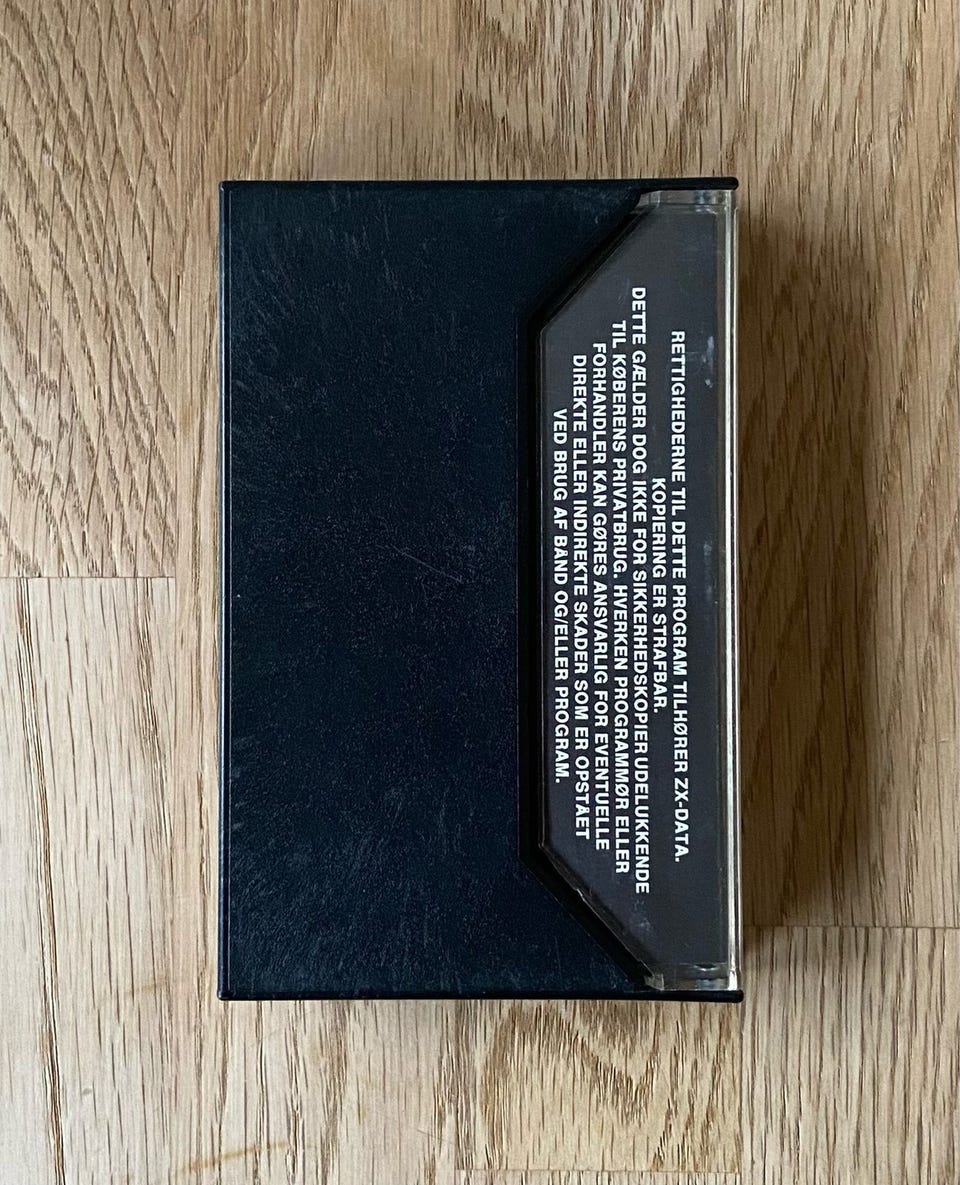 RETTIGHEDERNE TIL DETTE PROGRAM TILHØRER ZX-DATA.
KOPIERING ER STRAFBAR.
DETTE GÆLDER DOG IKKE FOR SIKKERHEDSKOPIER UDELUKKENDE
TIL KØBERENS PRIVATBRUG. HVERKEN PROGRAMMØR ELLER
FORHANDLER KAN GØRES ANSVARLIG FOR EVENTUELLE
DIREKTE ELLER INDIREKTE SKADER SOM ER OPSTÅET
VED BRUG AF BÅND OG/ELLER PROGRAM.